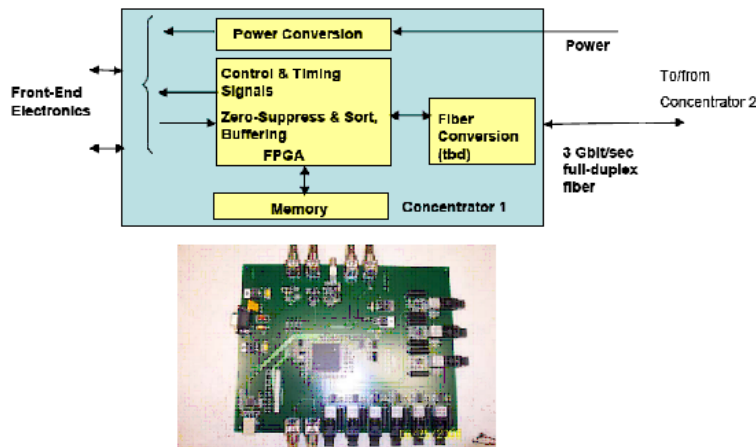 Power Conversion
Power
Control & Timing
Signals
Zero-Suppress & Sort,
Buffering
FPGA
Front-End
Electronics
Fiber
Conversion
(tbd)
To/from
Concentrator 2
3 Gbit/sec
full-duplex
fiber
Memory
Concentrator 1